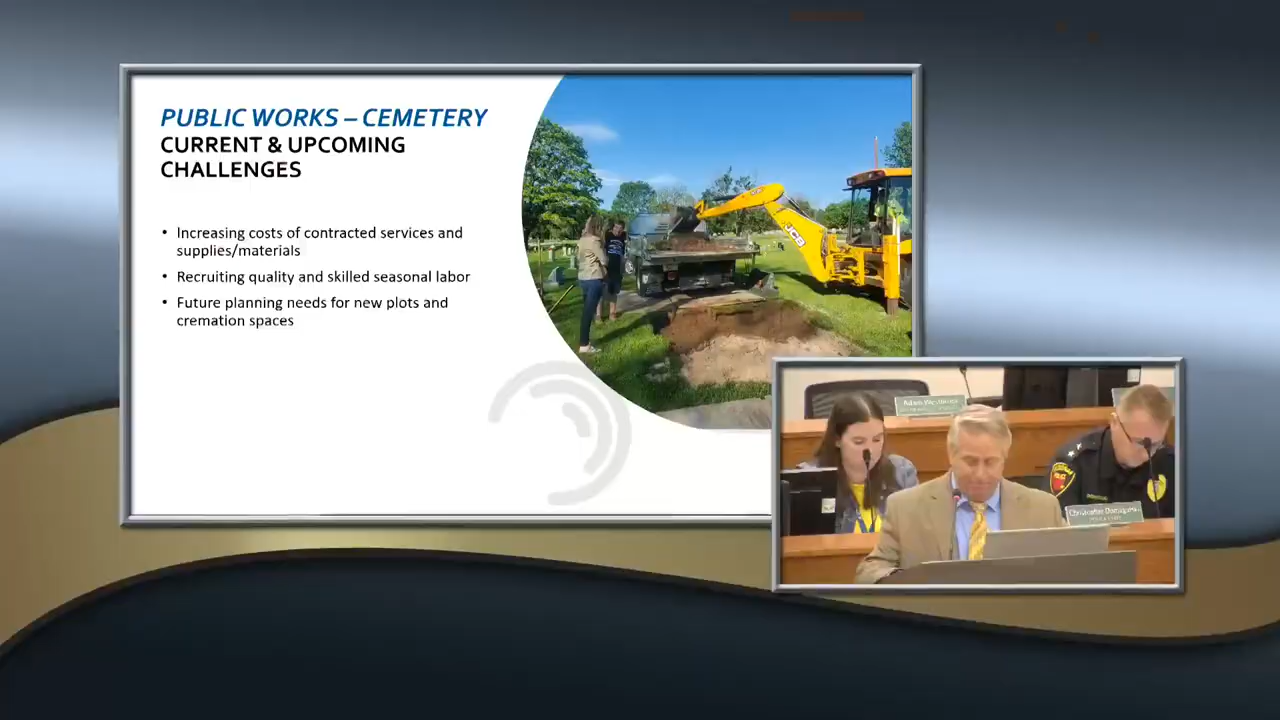 PUBLIC WORKS – CEMETERY
CURRENT & UPCOMING
CHALLENGES
• Increasing costs of contracted services and
supplies/materials
• Recruiting quality and skilled seasonal labor
• Future planning needs for new plots and
cremation spaces
JCB
Christopher